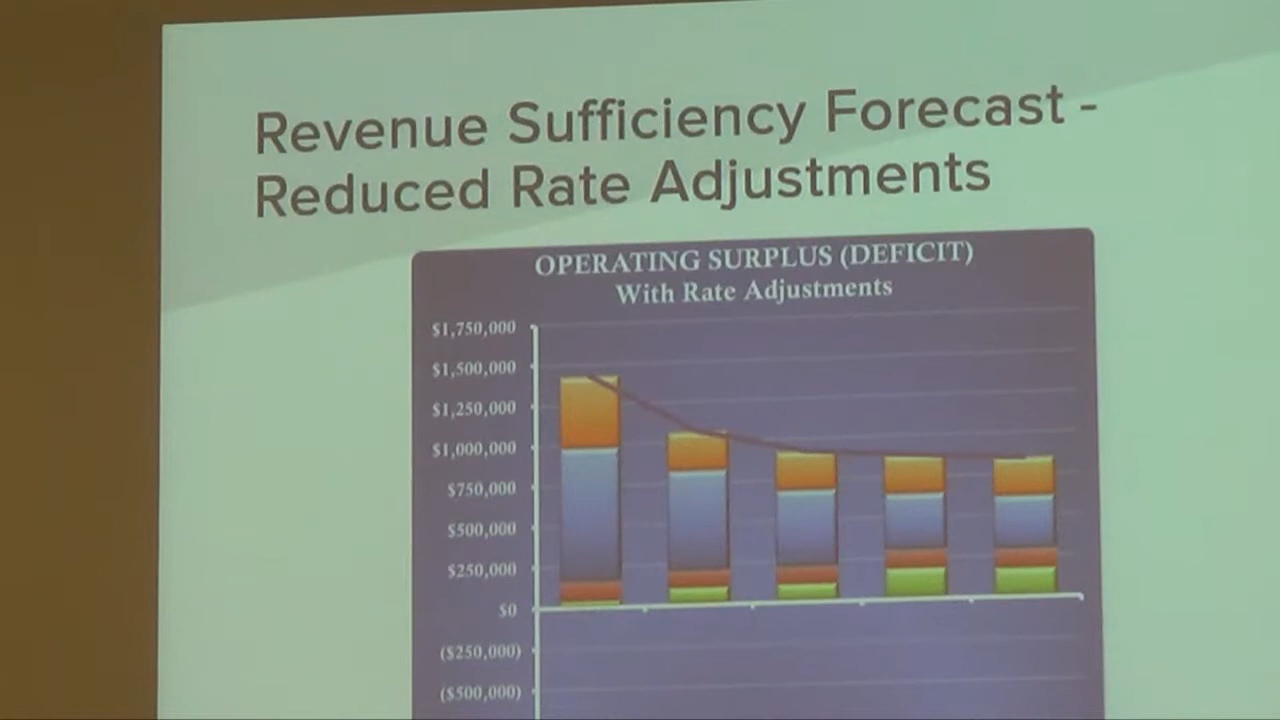 Revenue Sufficiency Forecast -
Reduced Rate Adjustments
OPERATING SURPLUS (DEFICIT)
With Rate Adjustments
$1,750,000
$1,500,000
$1,250,000
$1,000,000
$750,000
$500,000
$250,000
$0
($250,000)
($500,000)